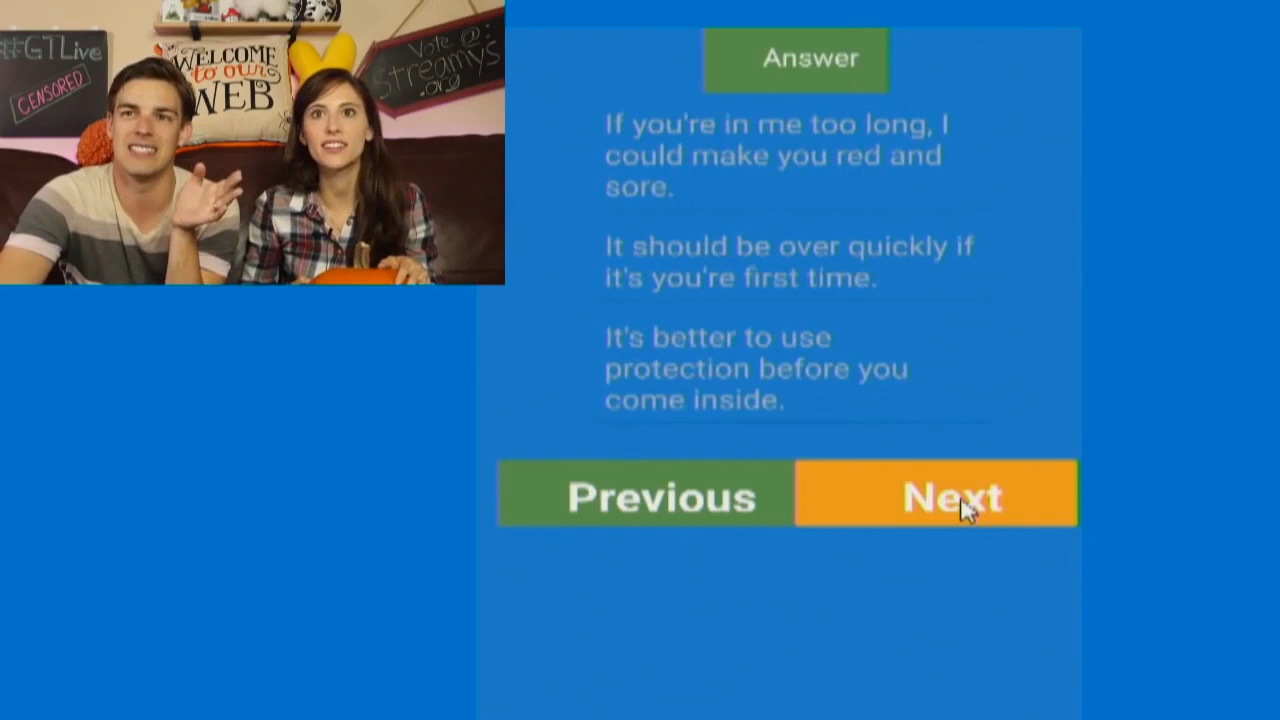 #GTLive
CENSORED
WELCOME
to our
WEB
Vote @:
Streamys
.org
Answer
If you're in me too long, I
could make you red and
sore.
It should be over quickly if
it's you're first time.
It's better to use
protection before you
come inside.
Previous
Next